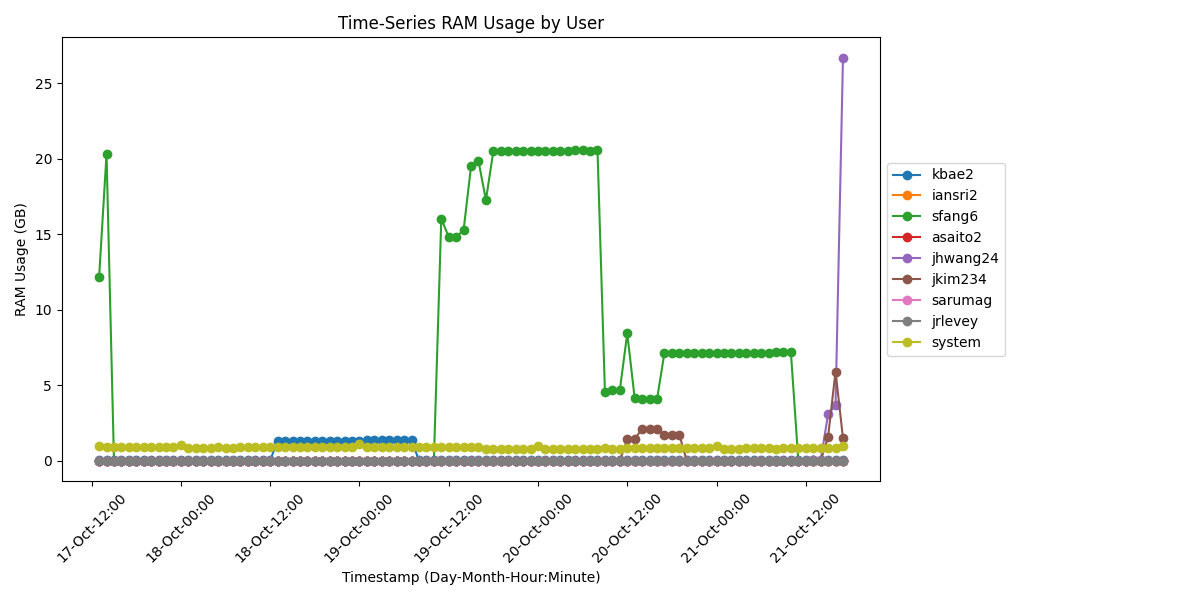 Time-Series RAM Usage by User
RAM Usage (GB)
25
20
15
10
5
0
17-Oct-12:00
18-Oct-00:00
18-Oct-12:00
19-Oct-00:00
19-Oct-12:00
20-Oct-00:00
20-Oct-12:00
21-Oct-00:00
21-Oct-12:00
Timestamp (Day-Month-Hour:Minute)
kbae2
iansri2
sfang6
asaito2
jhwang24
jkim234
sarumag
jrlevey
system